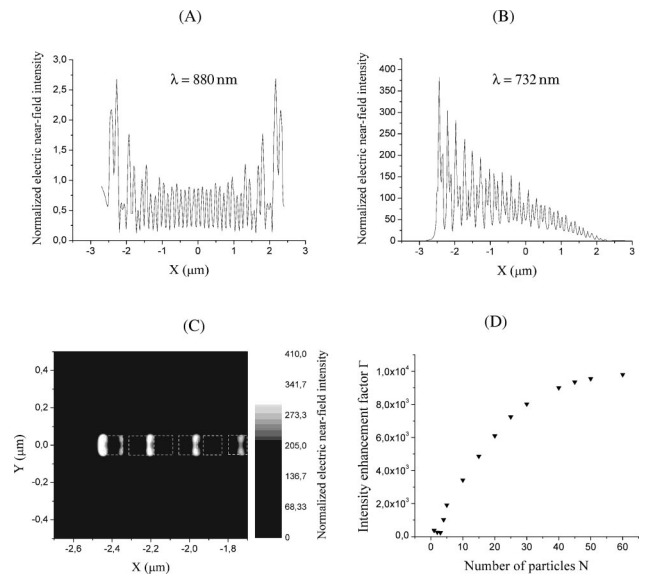 (A)
(B)
Normalized electric near-field intensity
3,0
2,5
2,0
1,5
1,0
0,5
0,0
λ = 880 nm
-3
-2
-1
0
1
2
3
X (μm)
Normalized electric near-field intensity
400
350
300
250
200
150
100
50
0
λ = 732 nm
-3
-2
-1
0
1
2
3
X (μm)
(C)
(D)
Y (μm)
0,4
0,2
0,0
-0,2
-0,4
-2,6
-2,4
-2,2
-2,0
-1,8
X (μm)
410,0
341,7
273,3
205,0
136,7
68,33
0
Normalized electric near-field intensity
Intensity enhancement factor Γ
1,0x10⁴
8,0x10³
6,0x10³
4,0x10³
2,0x10³
0,0
0
10
20
30
40
50
60
Number of particles N